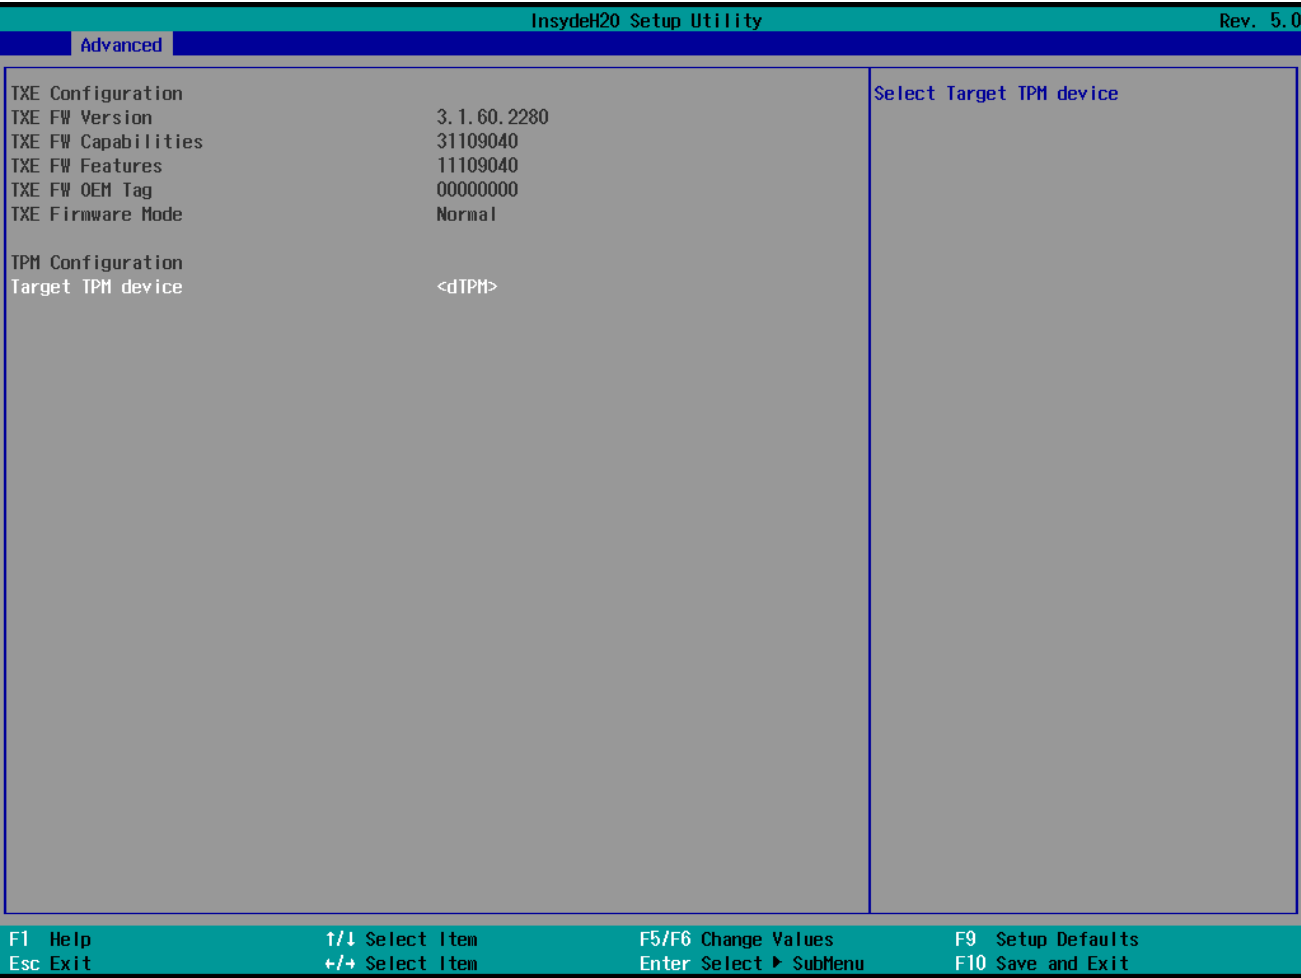 InsydeH20 Setup Utility Rev. 5.0
Advanced
TXE Configuration
TXE FW Version 3.1.60.2280
TXE FW Capabilities 31109040
TXE FW Features 11109040
TXE FW OEM Tag 00000000
TXE Firmware Mode Normal
TPM Configuration
Target TPM device <dTPM>
Select Target TPM device
F1 Help ↑/↓ Select Item F5/F6 Change Values F9 Setup Defaults
Esc Exit ←/→ Select Item Enter Select ▶ SubMenu F10 Save and Exit